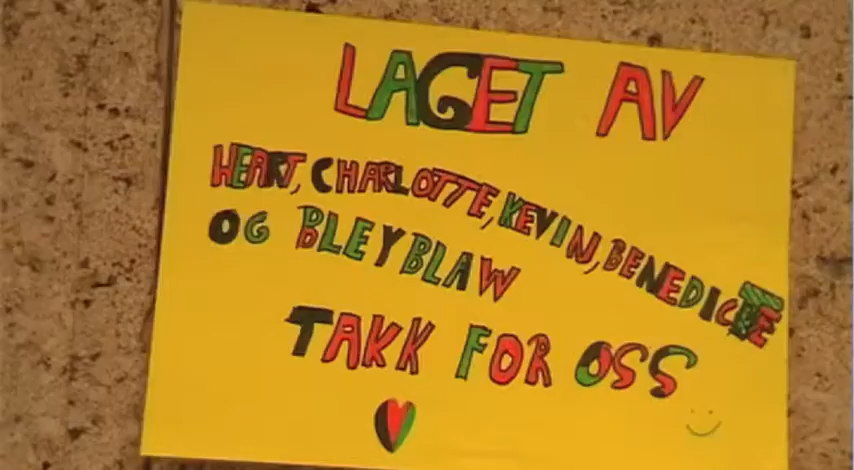 LAGET AV
HEART, CHARLOTTE, KEVIN, BENEDICTE
OG BLEYBLAW
TAKK FOR OSS